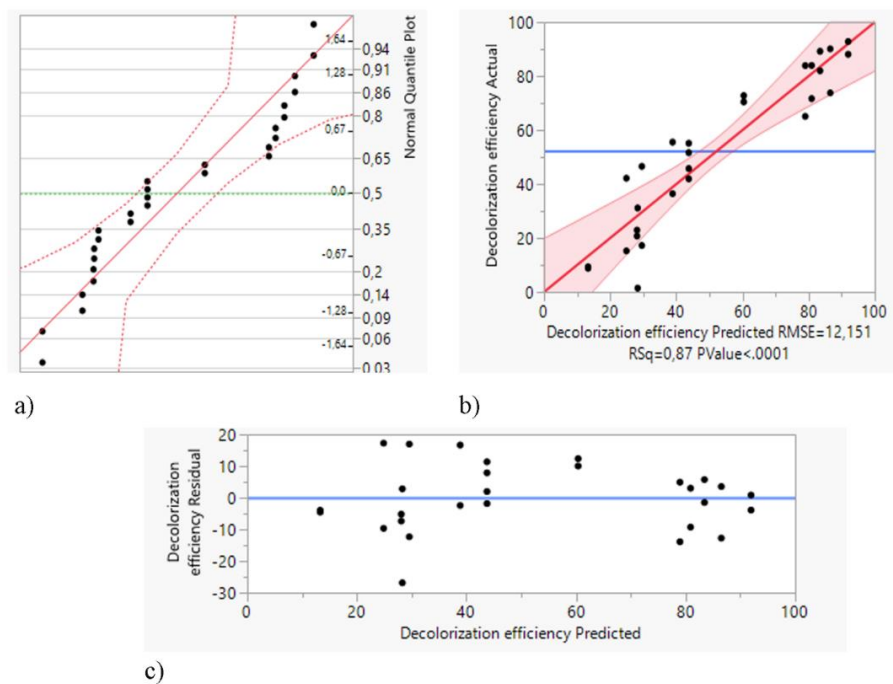 1,64
0,94
1,28
0,91
0,86
0,8
0,67
0,65
0,0
0,5
0,35
-0,67
0,2
0,14
-1,28
0,09
-1,64
0,06
0,03
Normal Quantile Plot
a)
100
80
60
40
20
0
Decolorization efficiency Actual
0 20 40 60 80 100
Decolorization efficiency Predicted RMSE=12,151
RSq=0,87 PValue<.0001
b)
20
10
0
-10
-20
-30
Decolorization
efficiency Residual
0 20 40 60 80 100
Decolorization efficiency Predicted
c)